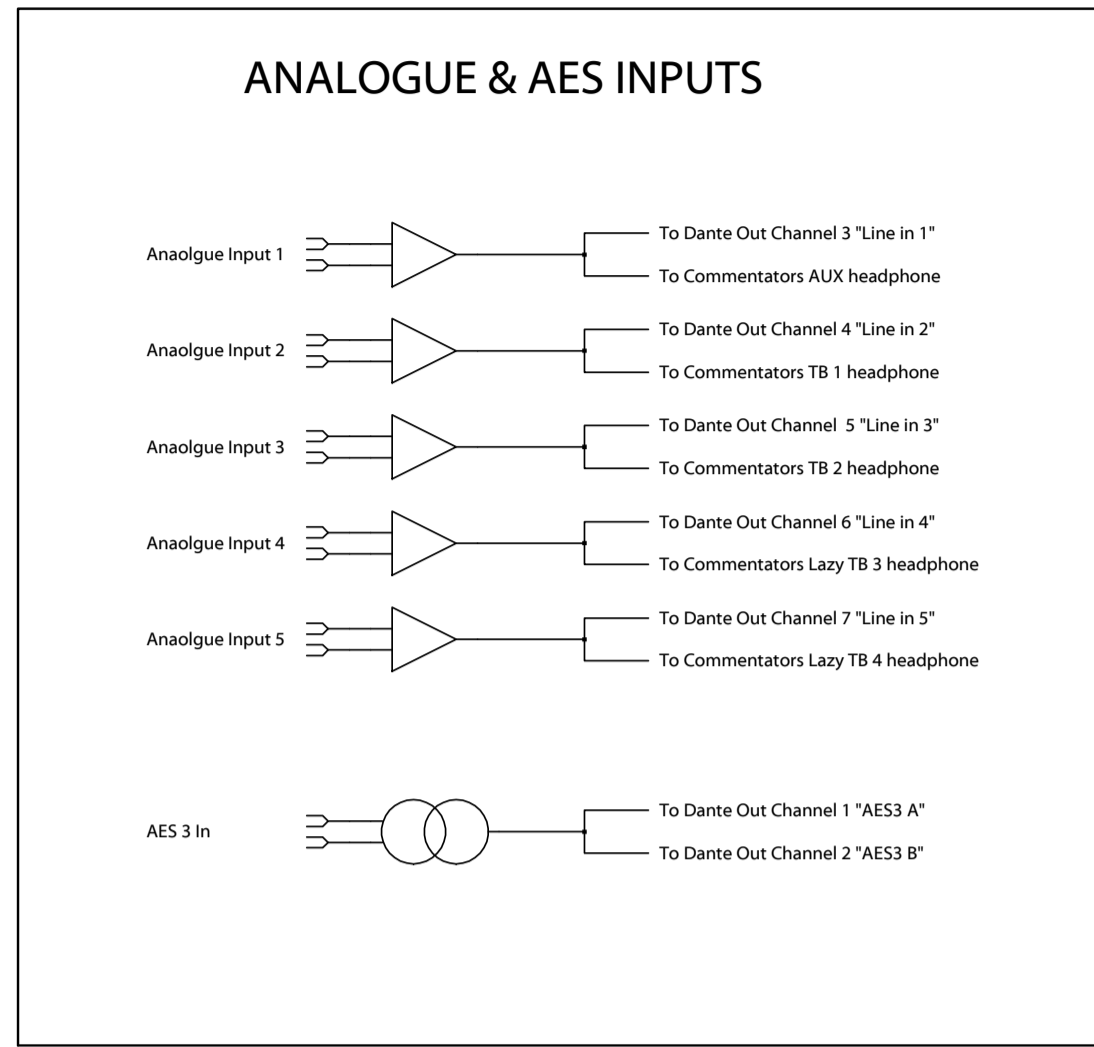 ANALOGUE & AES INPUTS
Anaolgue Input 1
To Dante Out Channel 3 "Line in 1"
To Commentators AUX headphone
Anaolgue Input 2
To Dante Out Channel 4 "Line in 2"
To Commentators TB 1 headphone
Anaolgue Input 3
To Dante Out Channel  5 "Line in 3"
To Commentators TB 2 headphone
Anaolgue Input 4
To Dante Out Channel 6 "Line in 4"
To Commentators Lazy TB 3 headphone
Anaolgue Input 5
To Dante Out Channel 7 "Line in 5"
To Commentators Lazy TB 4 headphone
AES 3 In
To Dante Out Channel 1 "AES3 A"
To Dante Out Channel 2 "AES3 B"